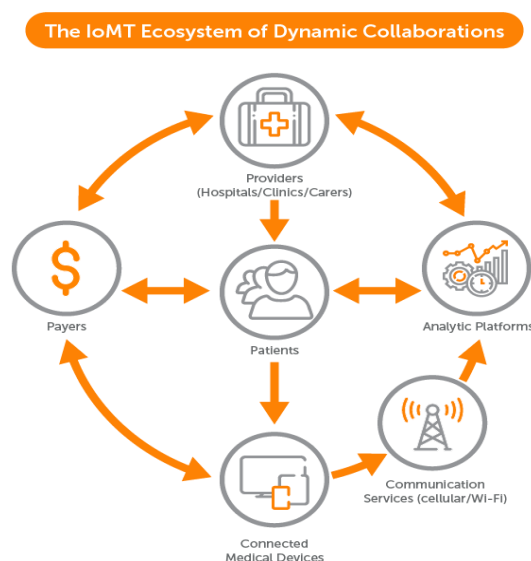 The IoMT Ecosystem of Dynamic Collaborations
Providers
(Hospitals/Clinics/Carers)
$
Payers
Patients
Analytic Platforms
Communication
Services (cellular/Wi-Fi)
Connected
Medical Devices